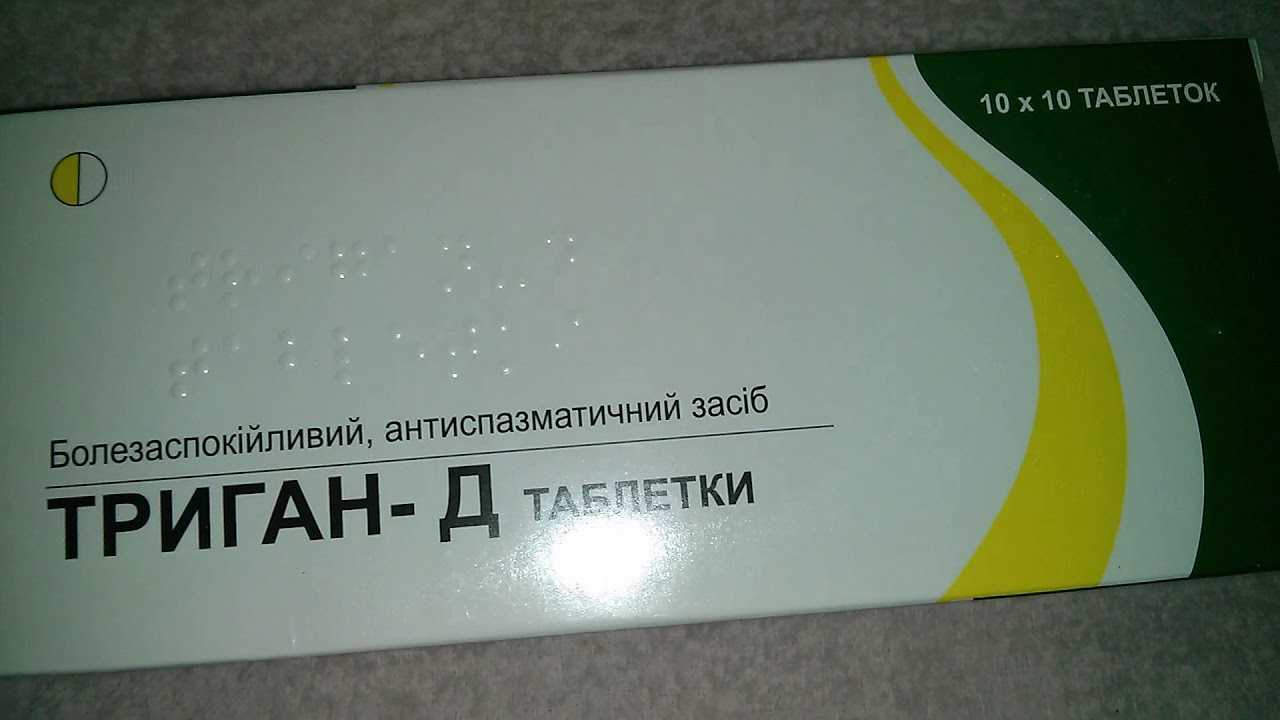 10 x 10 ТАБЛЕТОК
Болезаспокійливий, антиспазматичний засіб
ТРИГАН- Д ТАБЛЕТКИ